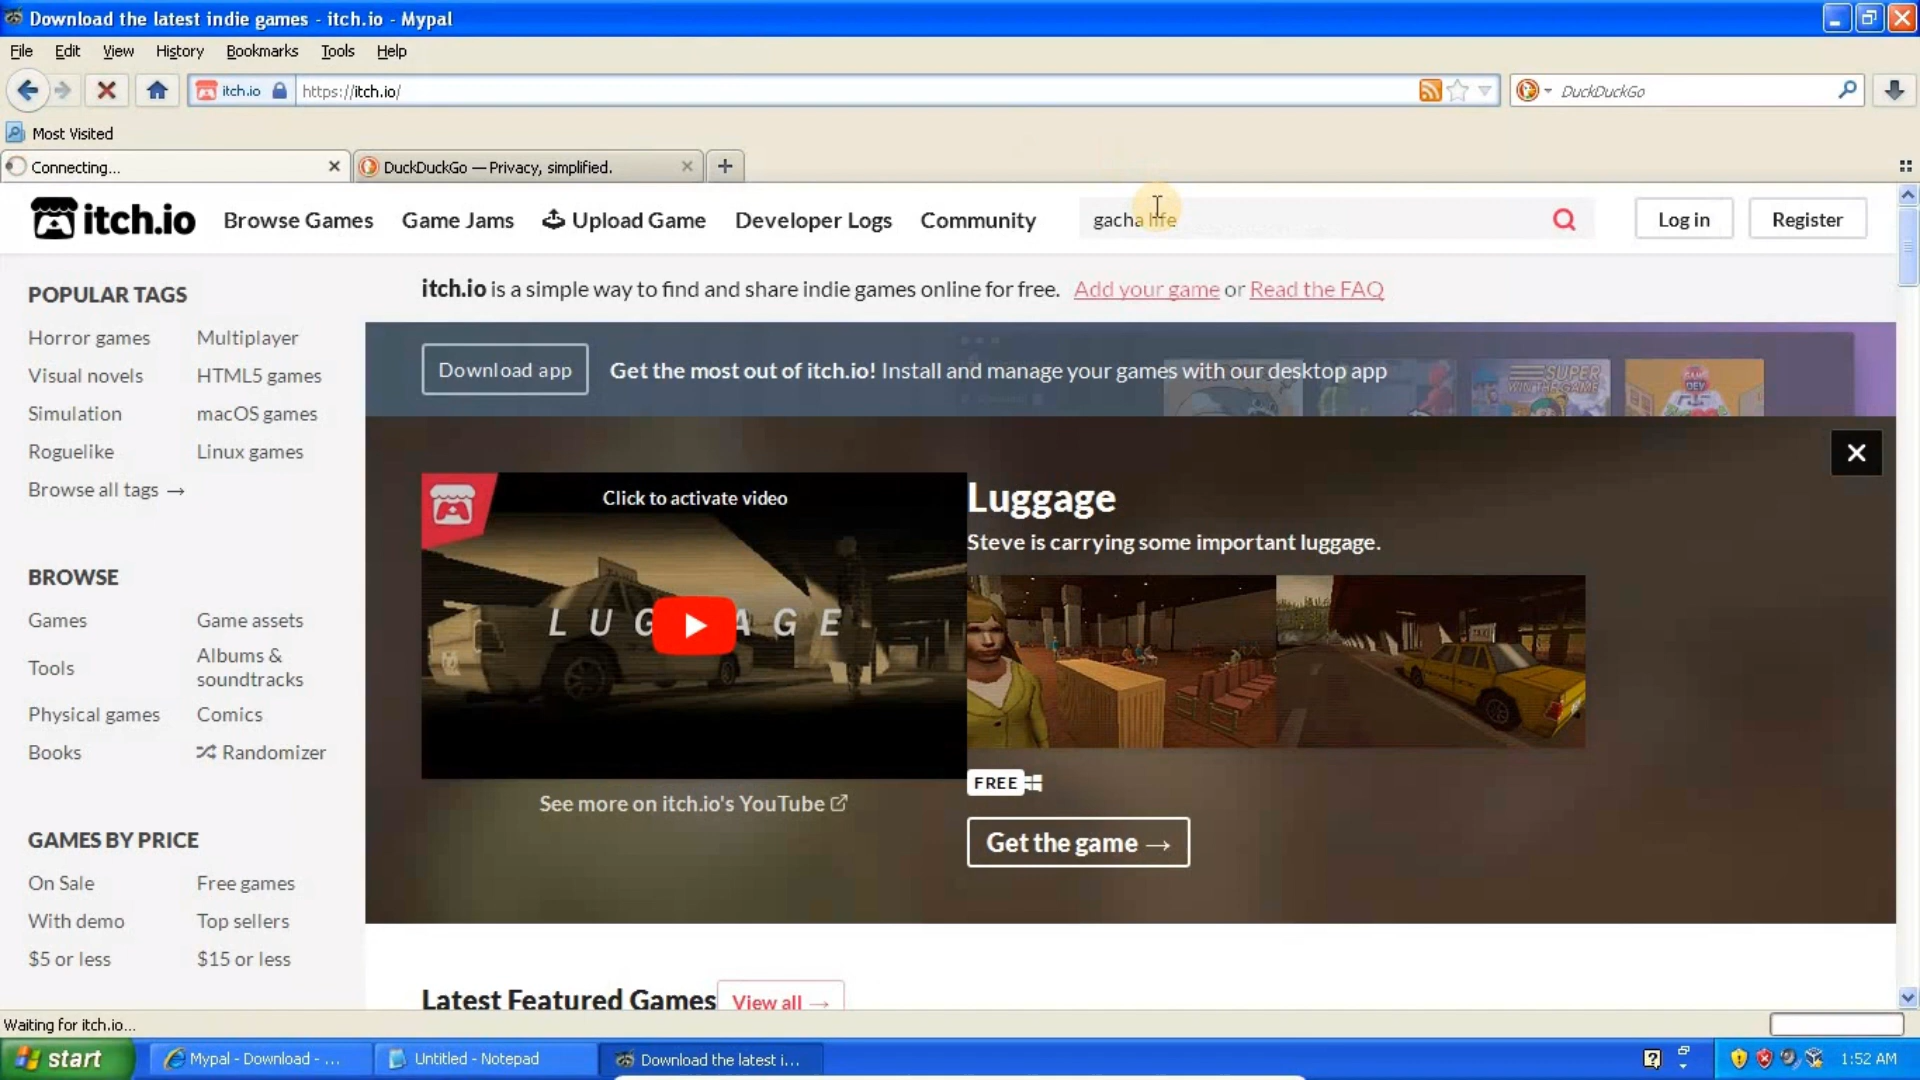 Download the latest indie games - itch.io - Mypal
File Edit View History Bookmarks Tools Help
itch.io https://itch.io/ DuckDuckGo
Most Visited
Connecting... DuckDuckGo — Privacy, simplified.
itch.io Browse Games Game Jams Upload Game Developer Logs Community gacha life Log in Register
itch.io is a simple way to find and share indie games online for free. Add your game or Read the FAQ
POPULAR TAGS
Horror games Multiplayer
Visual novels HTML5 games
Simulation macOS games
Roguelike Linux games
Browse all tags →
BROWSE
Games Game assets
Tools Albums &
soundtracks
Physical games Comics
Books Randomizer
GAMES BY PRICE
On Sale Free games
With demo Top sellers
$5 or less $15 or less
Download app Get the most out of itch.io! Install and manage your games with our desktop app
SUPER
WIN THE GAME
GAME
DEV
Click to activate video
LUGGAGE
See more on itch.io's YouTube
Luggage
Steve is carrying some important luggage.
TAXI
FREE
Get the game →
Latest Featured Games View all →
Waiting for itch.io...
start Mypal - Download - ... Untitled - Notepad Download the latest i... 1:52 AM